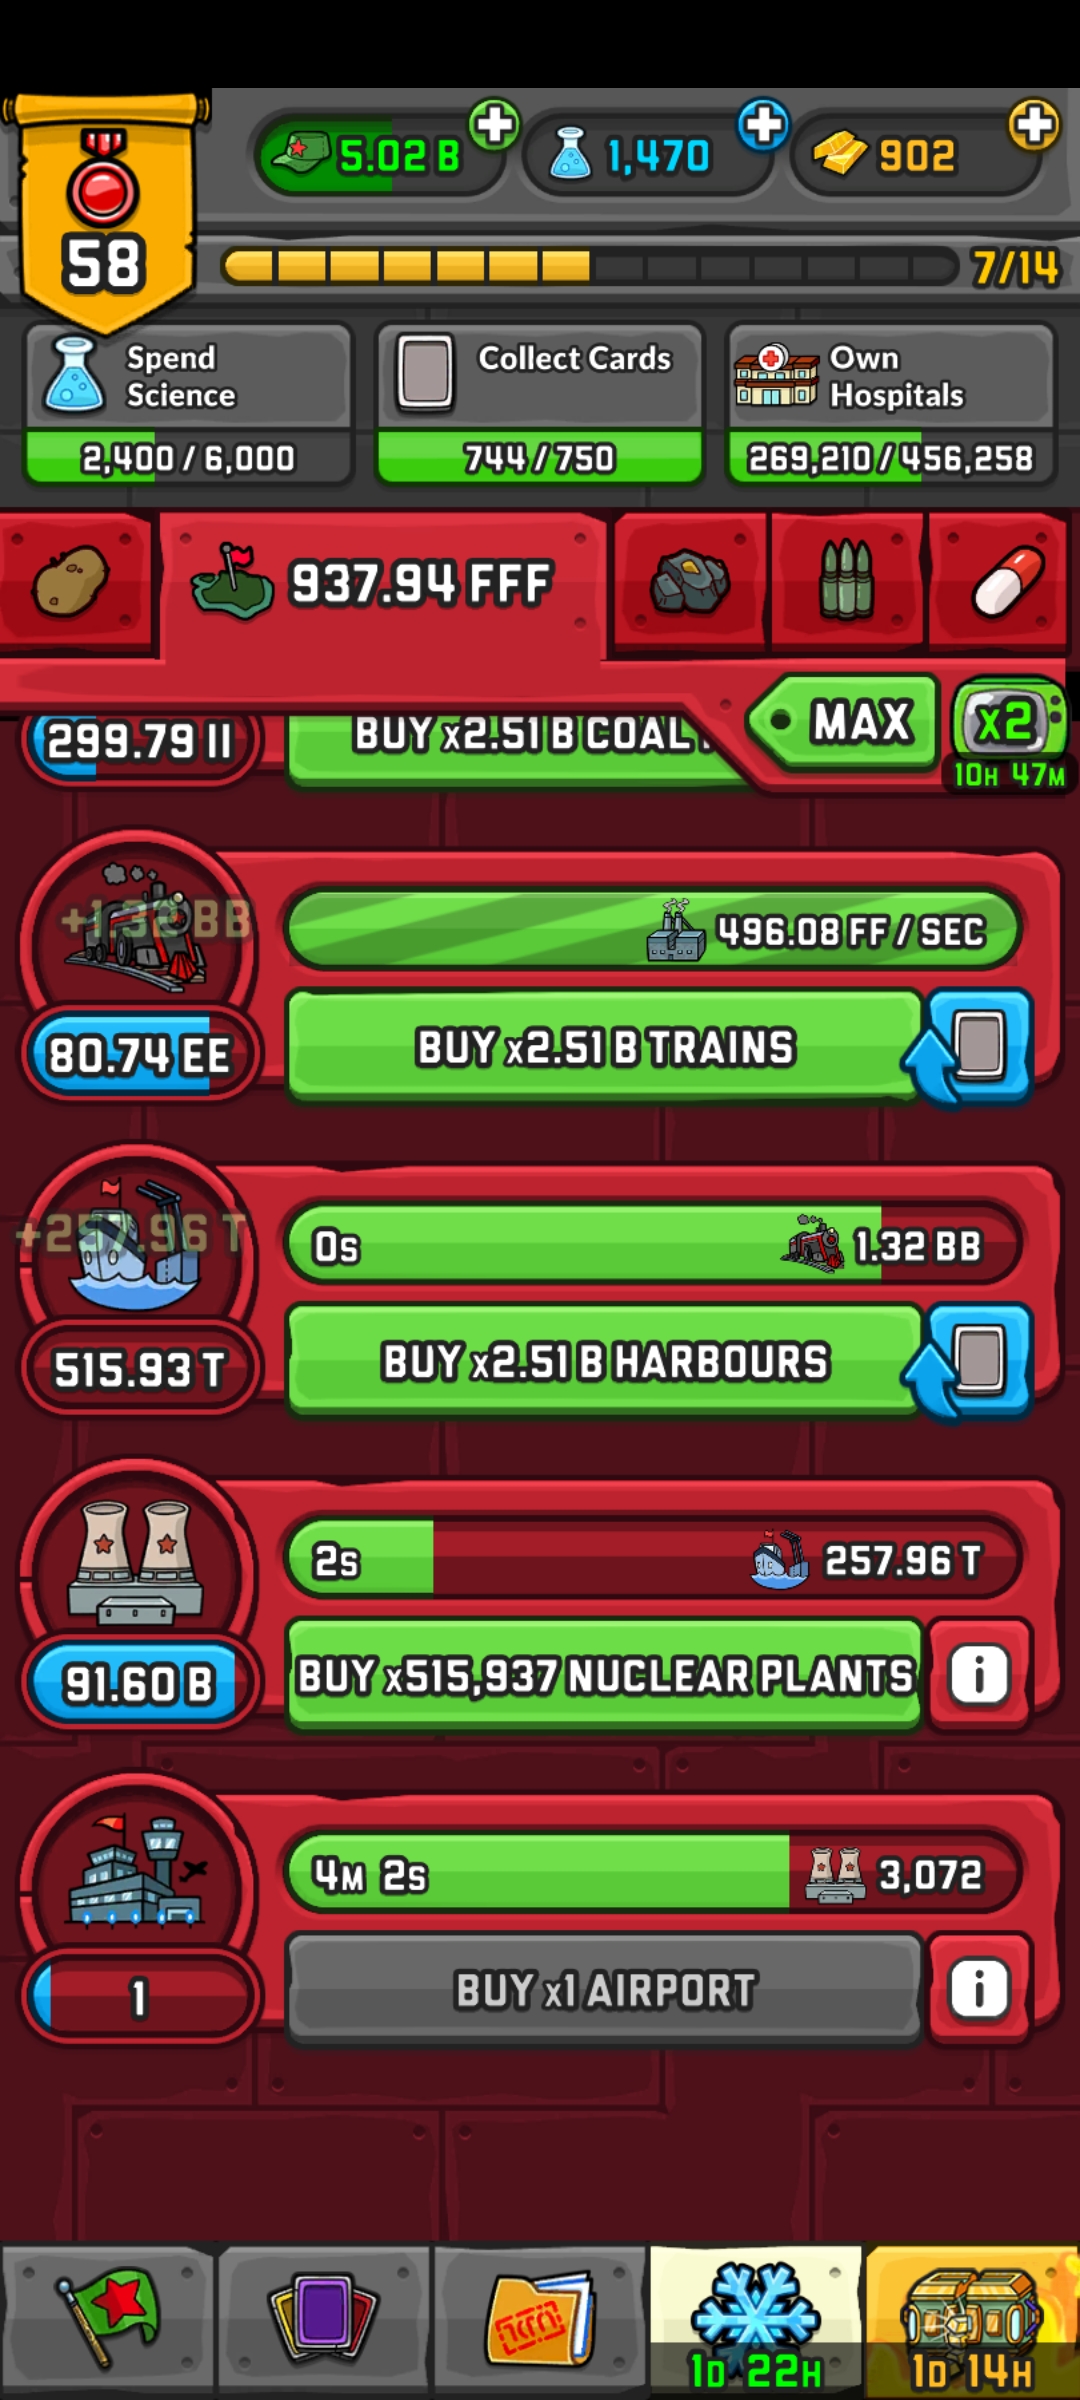 5.02 B
1,470
902
58
7/14
Spend
Science
2,400 / 6,000
Collect Cards
744 / 750
Own
Hospitals
269,210 / 456,258
937.94 FFF
MAX
x2
10H 47M
299.79 II
BUY x2.51 B COAL
+1.32 BB
496.08 FF / SEC
80.74 EE
BUY x2.51 B TRAINS
+257.96 T
0s
1.32 BB
515.93 T
BUY x2.51 B HARBOURS
2s
257.96 T
91.60 B
BUY x515,937 NUCLEAR PLANTS
i
4M 2s
3,072
1
BUY x1 AIRPORT
i
1D 22H
1D 14H